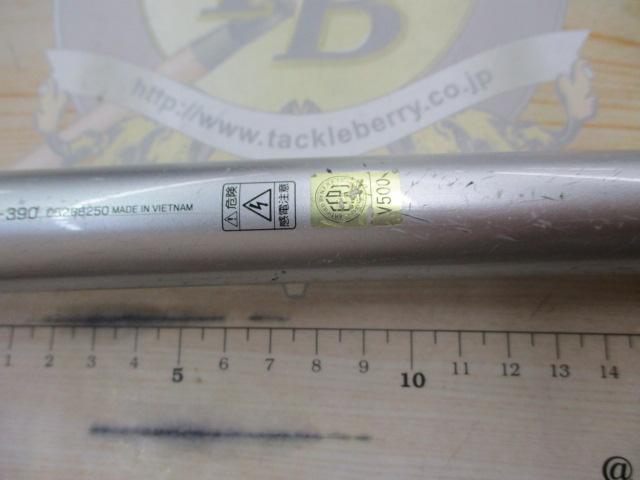 TB
http://www.tackleberry.co.jp
-390
MADE IN VIETNAM
危険
感電注意
V500
1 2 3 4 5 6 7 8 9 10 11 12 13 14
@